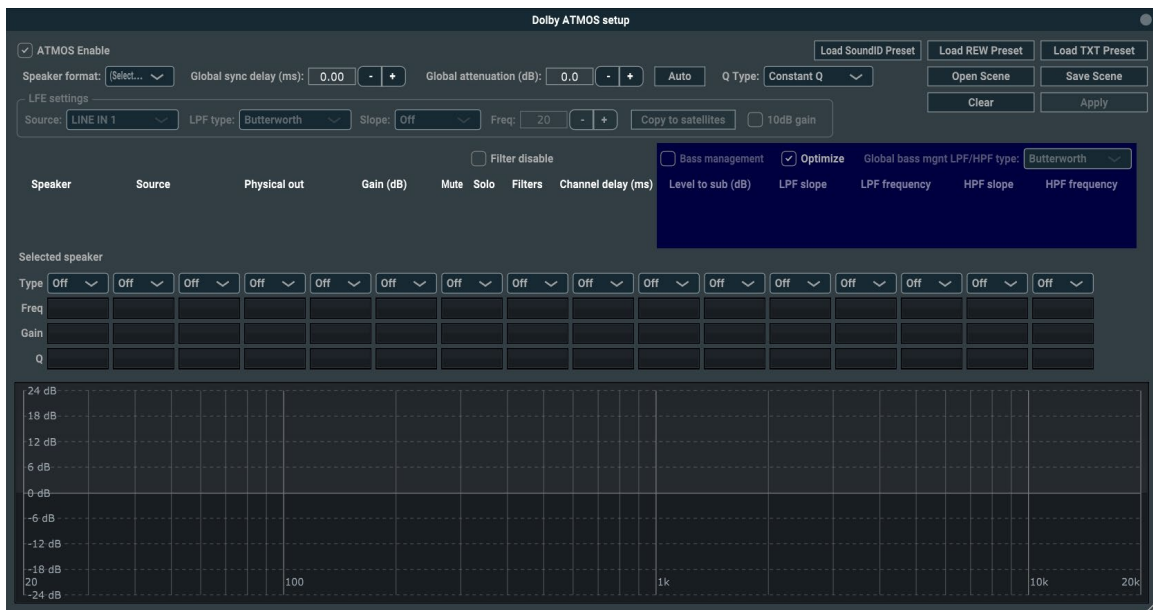 Dolby ATMOS setup
ATMOS Enable
Load SoundID Preset Load REW Preset Load TXT Preset
Speaker format: (Select... Global sync delay (ms): 0.00 - + Global attenuation (dB): 0.0 - + Auto Q Type: Constant Q Open Scene Save Scene
LFE settings
Clear Apply
Source: LINE IN 1 LPF type: Butterworth Slope: Off Freq: 20 - + Copy to satellites 10dB gain
Filter disable Bass management Optimize Global bass mgnt LPF/HPF type: Butterworth
Speaker Source Physical out Gain (dB) Mute Solo Filters Channel delay (ms) Level to sub (dB) LPF slope LPF frequency HPF slope HPF frequency
Selected speaker
Type Off Off Off Off Off Off Off Off Off Off Off Off Off Off Off Off
Freq
Gain
Q
24 dB
18 dB
12 dB
6 dB
0 dB
-6 dB
-12 dB
-18 dB
20 100 1k 10k 20k
-24 dB